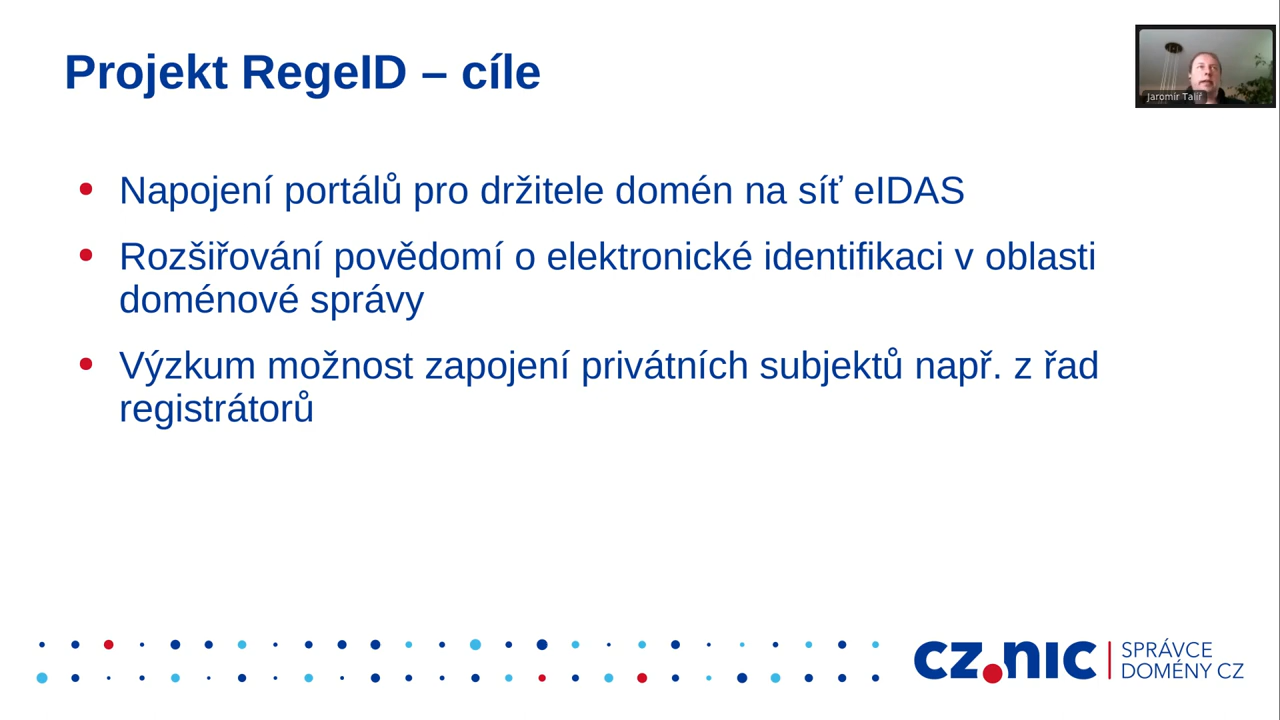 Projekt RegeID – cíle
Jaromír Talíř
Napojení portálů pro držitele domén na síť eIDAS
Rozšiřování povědomí o elektronické identifikaci v oblasti
doménové správy
Výzkum možnost zapojení privátních subjektů např. z řad
registrátorů
CZ.NIC
SPRÁVCE
DOMÉNY CZ